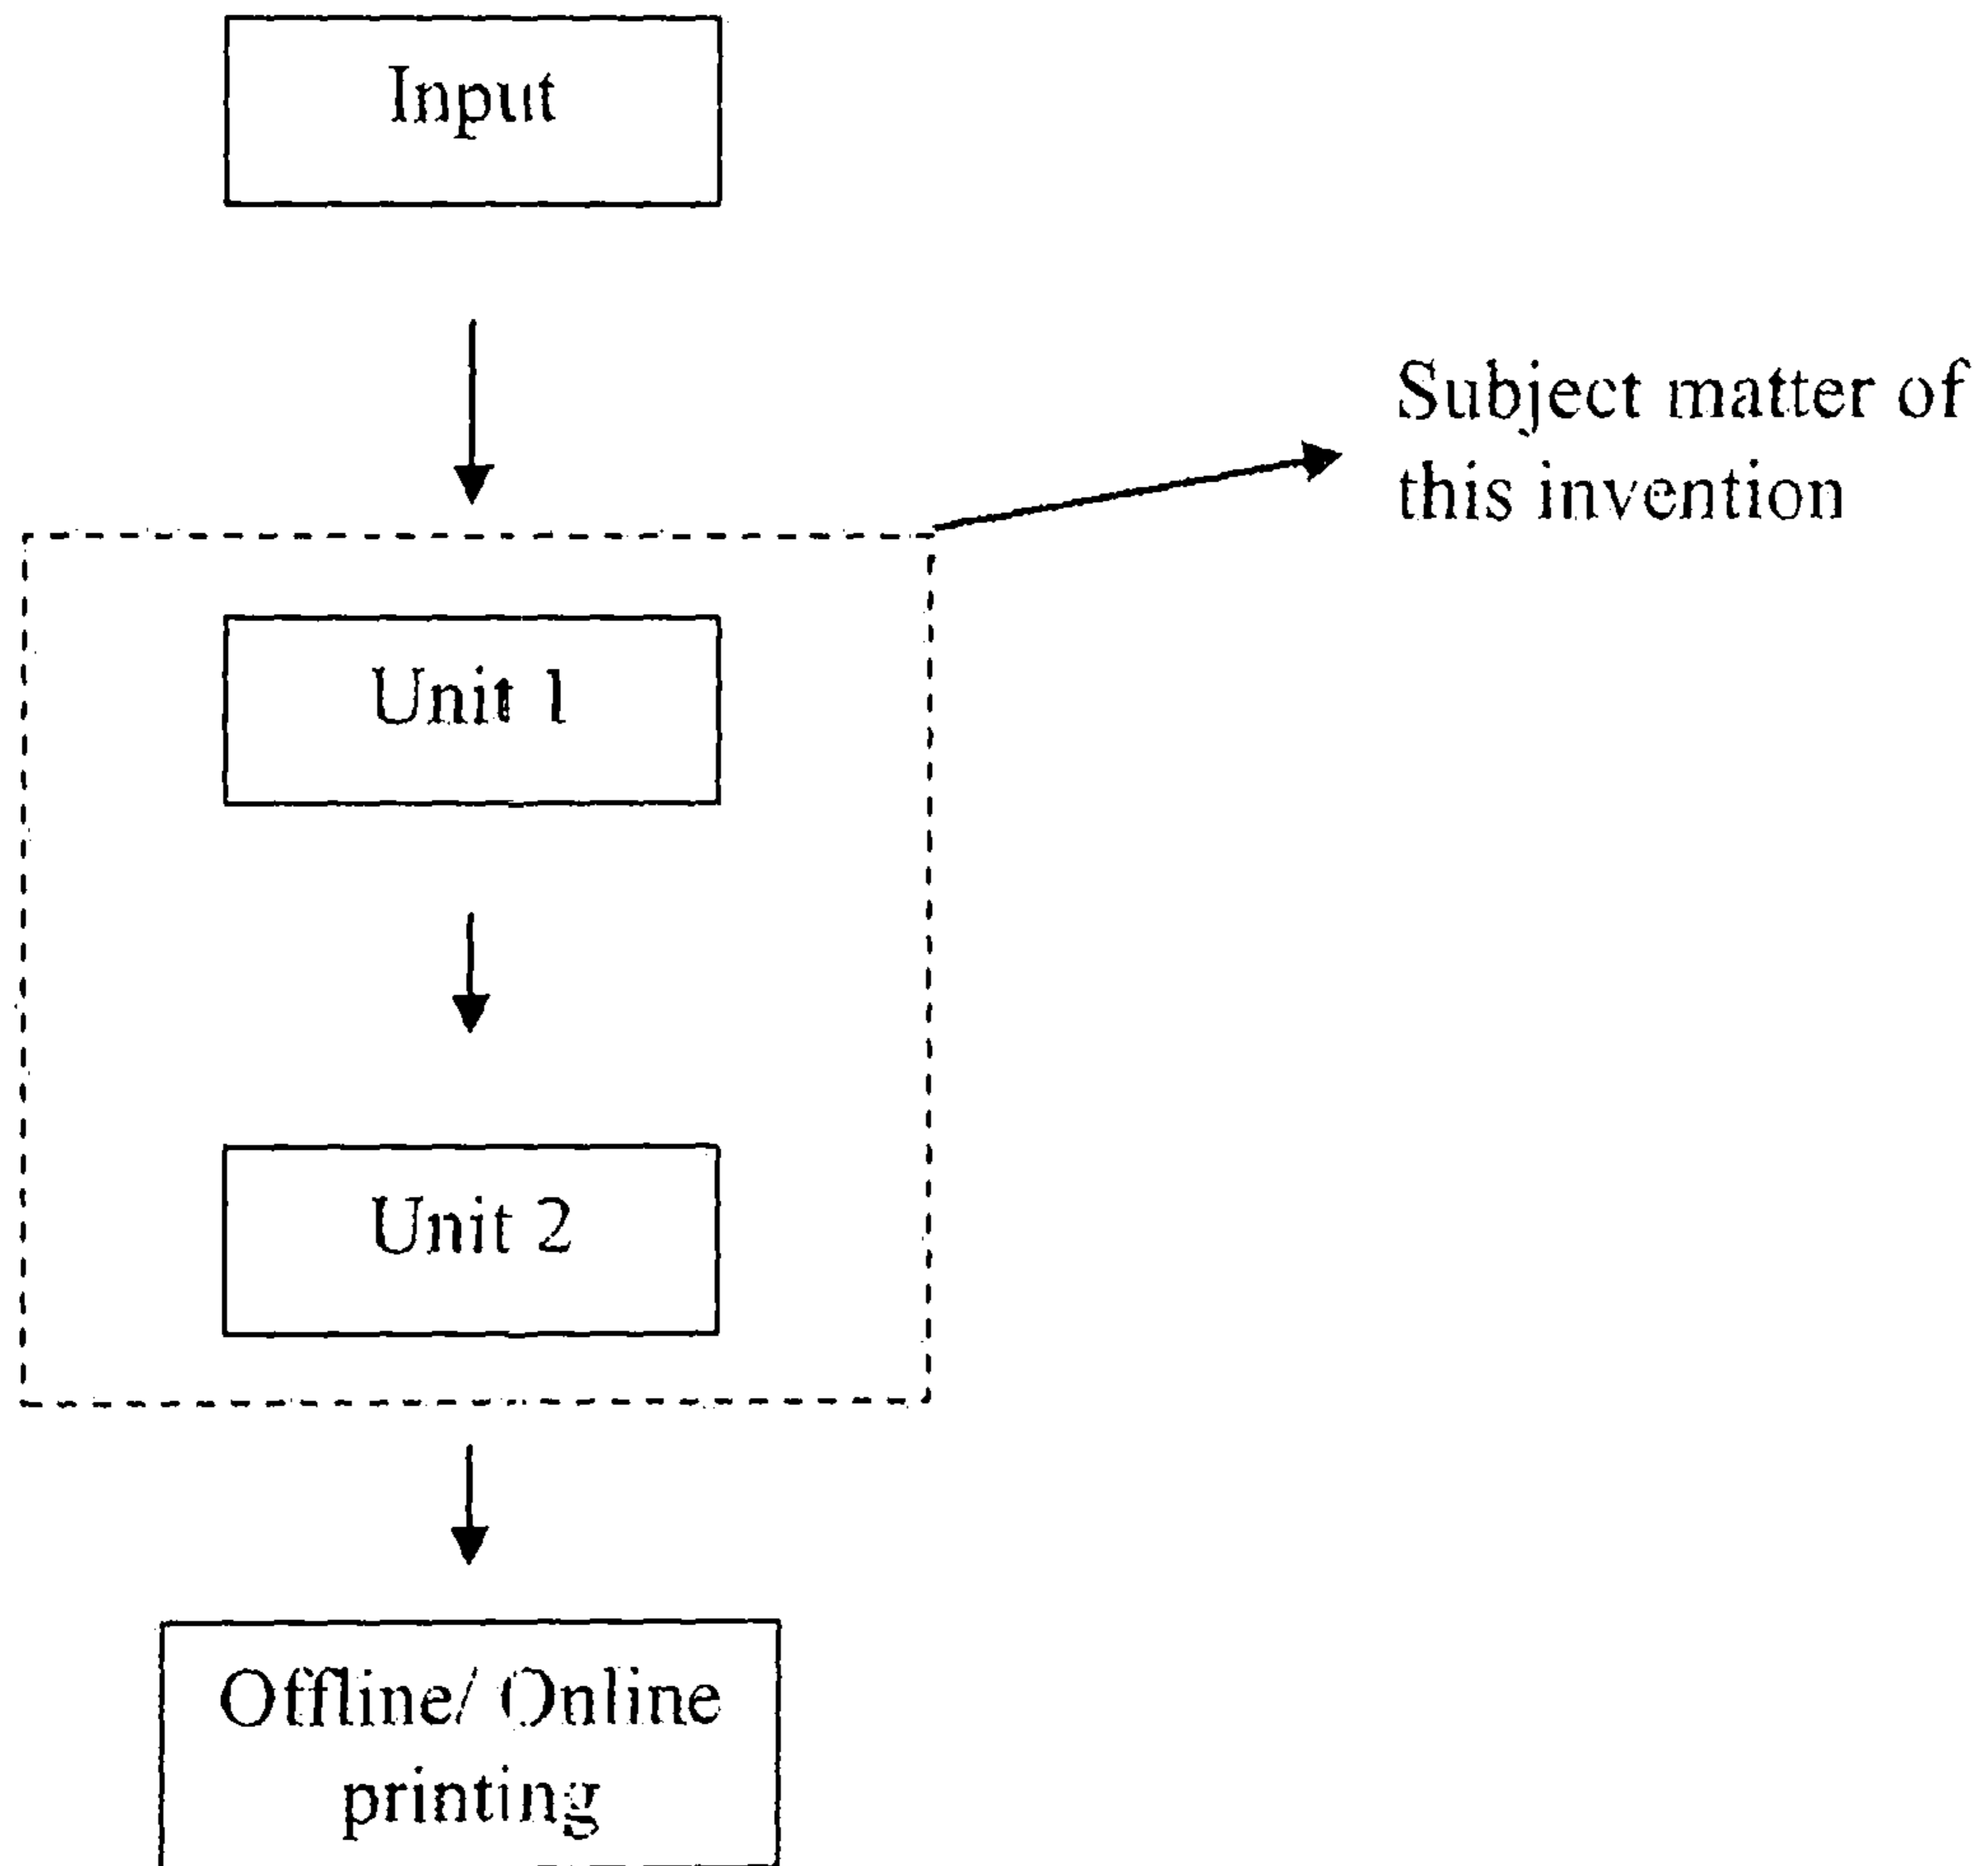 Input
Subject matter of
this invention
Unit 1
Unit 2
Offline/ Online
printing